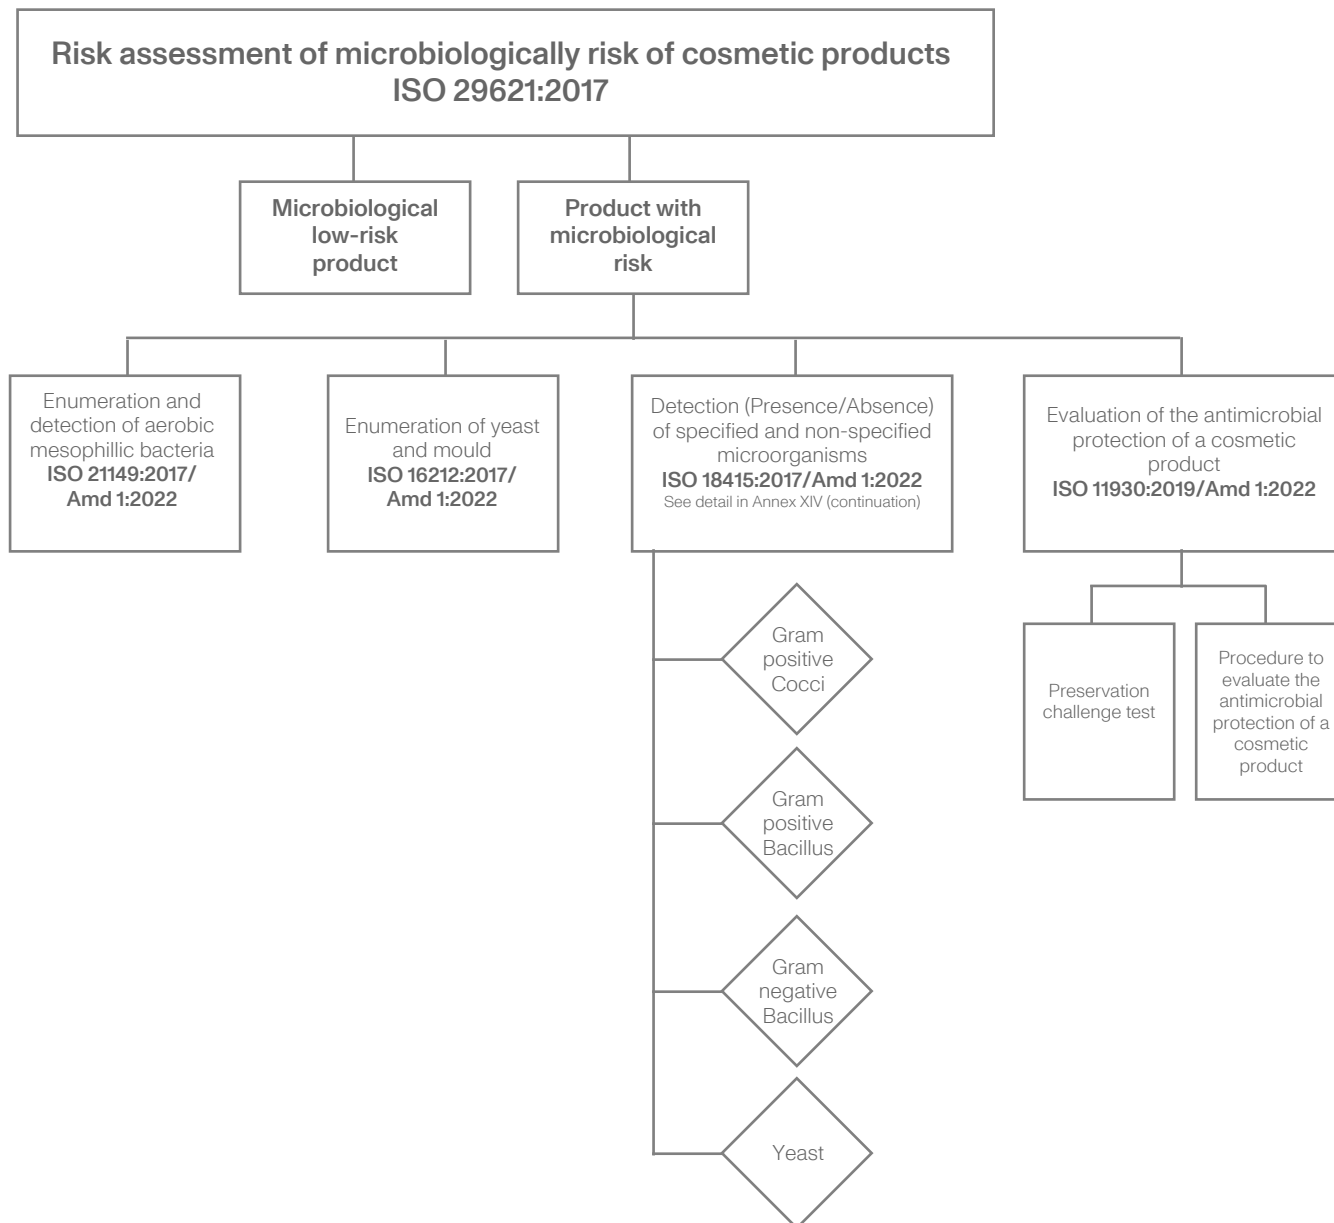 Risk assessment of microbiologically risk of cosmetic products
ISO 29621:2017
Microbiological
low-risk
product
Product with
microbiological
risk
Enumeration and
detection of aerobic
mesophillic bacteria
ISO 21149:2017/
Amd 1:2022
Enumeration of yeast
and mould
ISO 16212:2017/
Amd 1:2022
Detection (Presence/Absence)
of specified and non-specified
microorganisms
ISO 18415:2017/Amd 1:2022
See detail in Annex XIV (continuation)
Evaluation of the antimicrobial
protection of a cosmetic
product
ISO 11930:2019/Amd 1:2022
Gram
positive
Cocci
Gram
positive
Bacillus
Gram
negative
Bacillus
Yeast
Preservation
challenge test
Procedure to
evaluate the
antimicrobial
protection of a
cosmetic
product